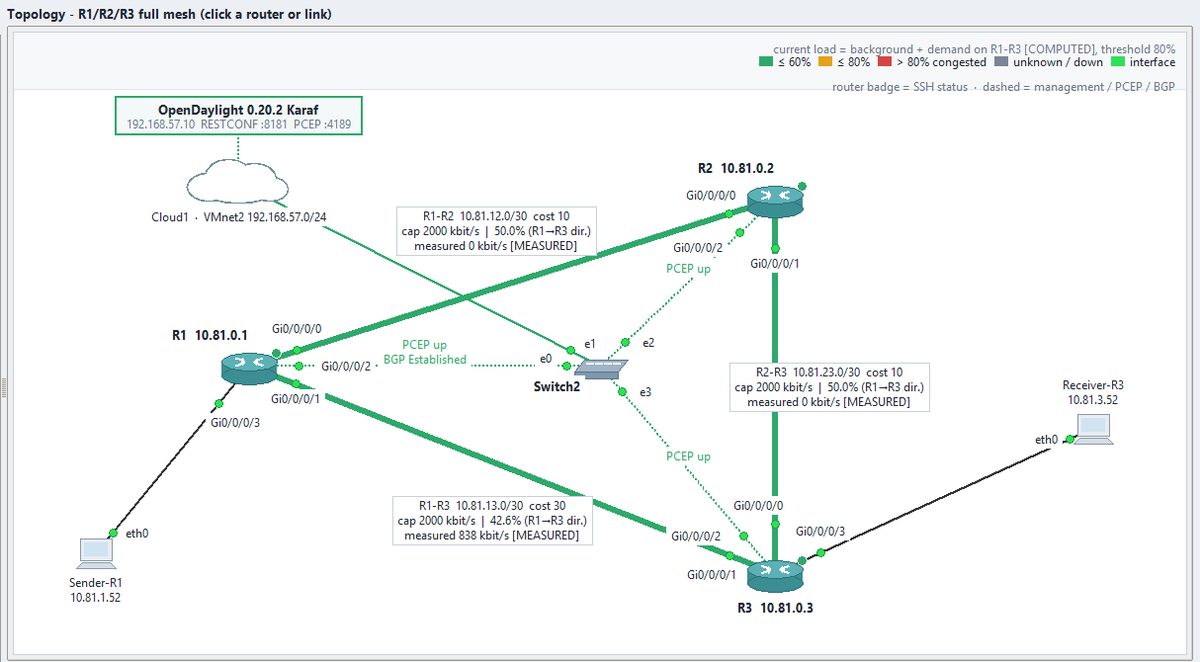 Topology - R1/R2/R3 full mesh (click a router or link)
current load = background + demand on R1-R3 [COMPUTED], threshold 80%
≤ 60% ≤ 80% > 80% congested unknown / down interface
router badge = SSH status · dashed = management / PCEP / BGP
OpenDaylight 0.20.2 Karaf
192.168.57.10 RESTCONF :8181 PCEP :4189
Cloud1 · VMnet2 192.168.57.0/24
R2 10.81.0.2
Gi0/0/0/0
Gi0/0/0/2
Gi0/0/0/1
PCEP up
R1-R2 10.81.12.0/30 cost 10
cap 2000 kbit/s | 50.0% (R1→R3 dir.)
measured 0 kbit/s [MEASURED]
R1 10.81.0.1
Gi0/0/0/0
Gi0/0/0/2
Gi0/0/0/1
Gi0/0/0/3
PCEP up
BGP Established
e0
e1
e2
e3
Switch2
R2-R3 10.81.23.0/30 cost 10
cap 2000 kbit/s | 50.0% (R1→R3 dir.)
measured 0 kbit/s [MEASURED]
Receiver-R3
10.81.3.52
eth0
PCEP up
R1-R3 10.81.13.0/30 cost 30
cap 2000 kbit/s | 42.6% (R1→R3 dir.)
measured 838 kbit/s [MEASURED]
Gi0/0/0/0
Gi0/0/0/2
Gi0/0/0/3
Gi0/0/0/1
R3 10.81.0.3
eth0
Sender-R1
10.81.1.52